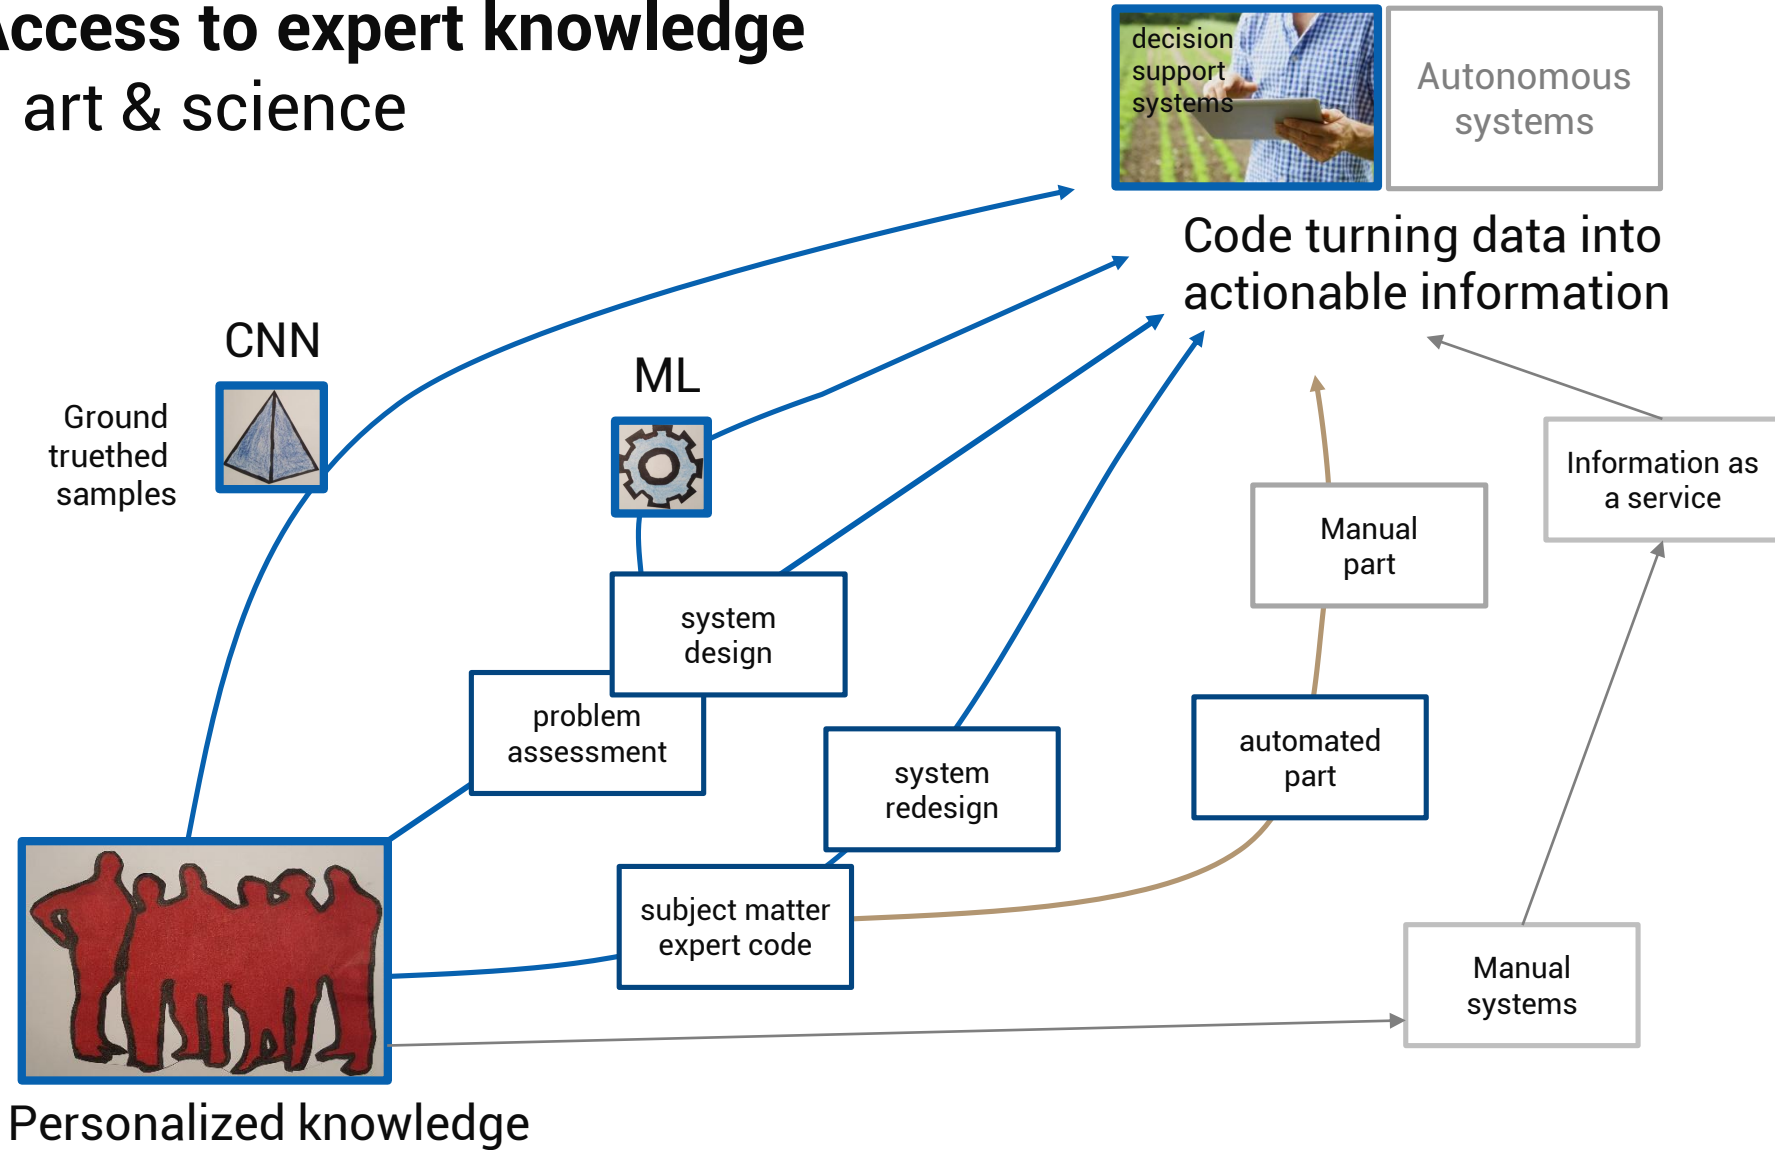 Access to expert knowledge
art & science
decision
support
systems
Autonomous
systems
Code turning data into
actionable information
CNN
ML
Ground
truethed
samples
Information as
a service
Manual
part
system
design
problem
assessment
system
redesign
automated
part
subject matter
expert code
Manual
systems
Personalized knowledge